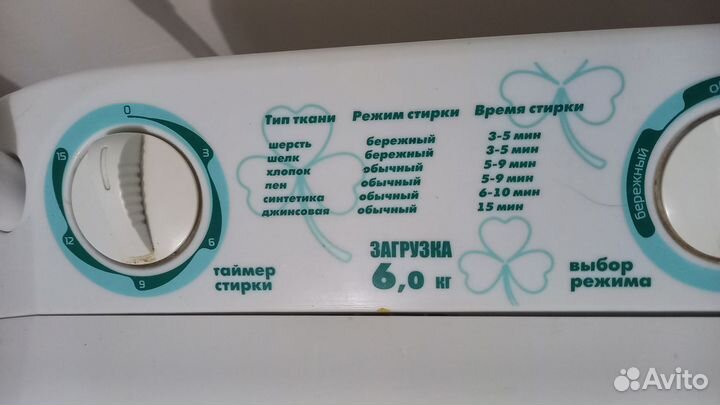 0
3
6
9
12
15
таймер
стирки
Тип ткани Режим стирки Время стирки
шерсть бережный 3-5 мин
шелк бережный 3-5 мин
хлопок обычный 5-9 мин
лен обычный 5-9 мин
синтетика обычный 6-10 мин
джинсовая обычный 15 мин
ЗАГРУЗКА
6,0 кг
бережный
выбор
режима
Avito